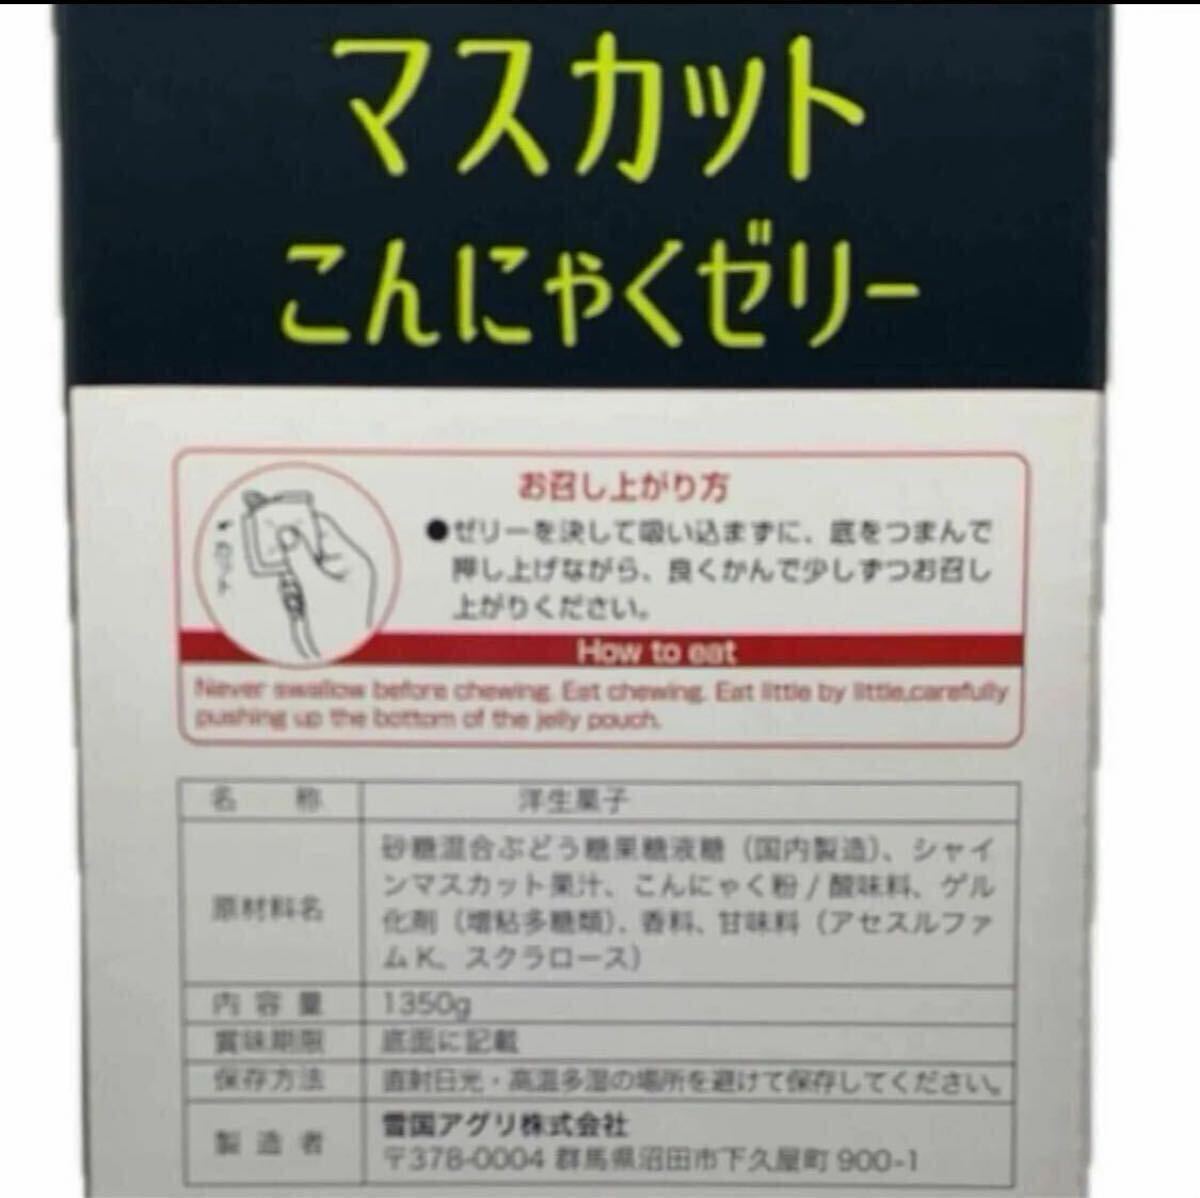 マスカット
こんにゃくゼリー
お召し上がり方
●ゼリーを決して吸い込まずに、底をつまんで
押し上げながら、良くかんで少しずつお召し
上がりください。
カット
How to eat
Never swallow before chewing. Eat chewing. Eat little by little,carefully
pushing up the bottom of the jelly pouch.
名 称 洋生菓子
原材料名 砂糖混合ぶどう糖果糖液糖（国内製造）、シャイ
ンマスカット果汁、こんにゃく粉 / 酸味料、ゲル
化剤（増粘多糖類）、香料、甘味料（アセスルファ
ムK、スクラロース）
内 容 量 1350g
賞味期限 底面に記載
保存方法 直射日光・高温多湿の場所を避けて保存してください。
製 造 者 雪国アグリ株式会社
〒378-0004 群馬県沼田市下久屋町 900-1